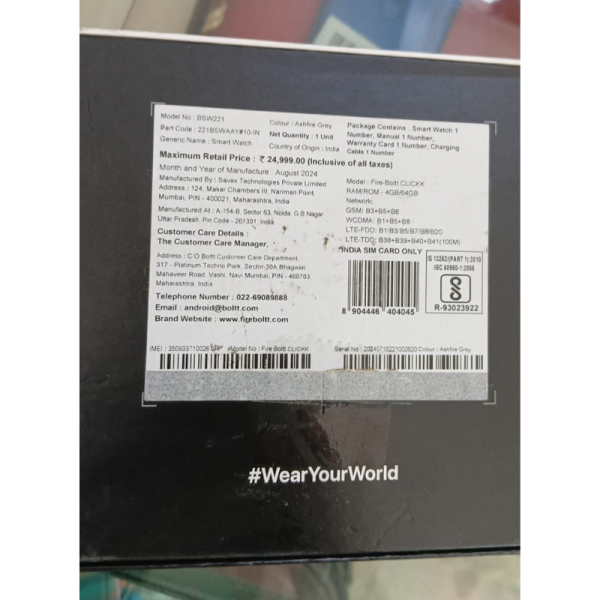 Model No : BSW221
Part Code : 221BSWAAY#10-IN
Generic Name : Smart Watch
Colour : Ashfire Grey
Net Quantity : 1 Unit
Country of Origin : India
Package Contains : Smart Watch 1
Number, Manual 1 Number,
Warranty Card 1 Number, Charging
Cable 1 Number
Maximum Retail Price : ₹ 24,999.00 (Inclusive of all taxes)
Month and Year of Manufacture August 2024
Manufactured By : Savex Technologies Private Limited
Address : 124, Maker Chambers III, Nariman Point,
Mumbai, PIN - 400021, Maharashtra, India
Manufactured At : A-154-B, Sector 63, Noida, G.B Nagar
Uttar Pradesh, Pin Code - 201301, India
Customer Care Details :
The Customer Care Manager,
Address : C O Boltt Customer Care Department,
317 - Platinum Techno Park, Sector-30A Bhagwan
Mahaveer Road, Vashi, Navi Mumbai, PIN - 400703
Maharashtra, India
Telephone Number : 022-69089888
Email : android@boltt.com
Brand Website : www.fireboltt.com
Model : Fire-Boltt CLICKK
RAM/ROM - 4GB/64GB
Network:
GSM: B3+B5+B8
WCDMA: B1+B5+B8
LTE-FDD: B1/B3/B5/B7/B8/B20
LTE-TDD: B38+B39+B40+B41(100M)
*INDIA SIM CARD ONLY
8 904446 404045
IS 13252(PART 1):2010
IEC 60950-1:2005
R-93023922
IMEI :
Model No : Fire Boltt CLICKK
Serial No : 20240716221002620 Colour : Ashfire Grey
#WearYourWorld